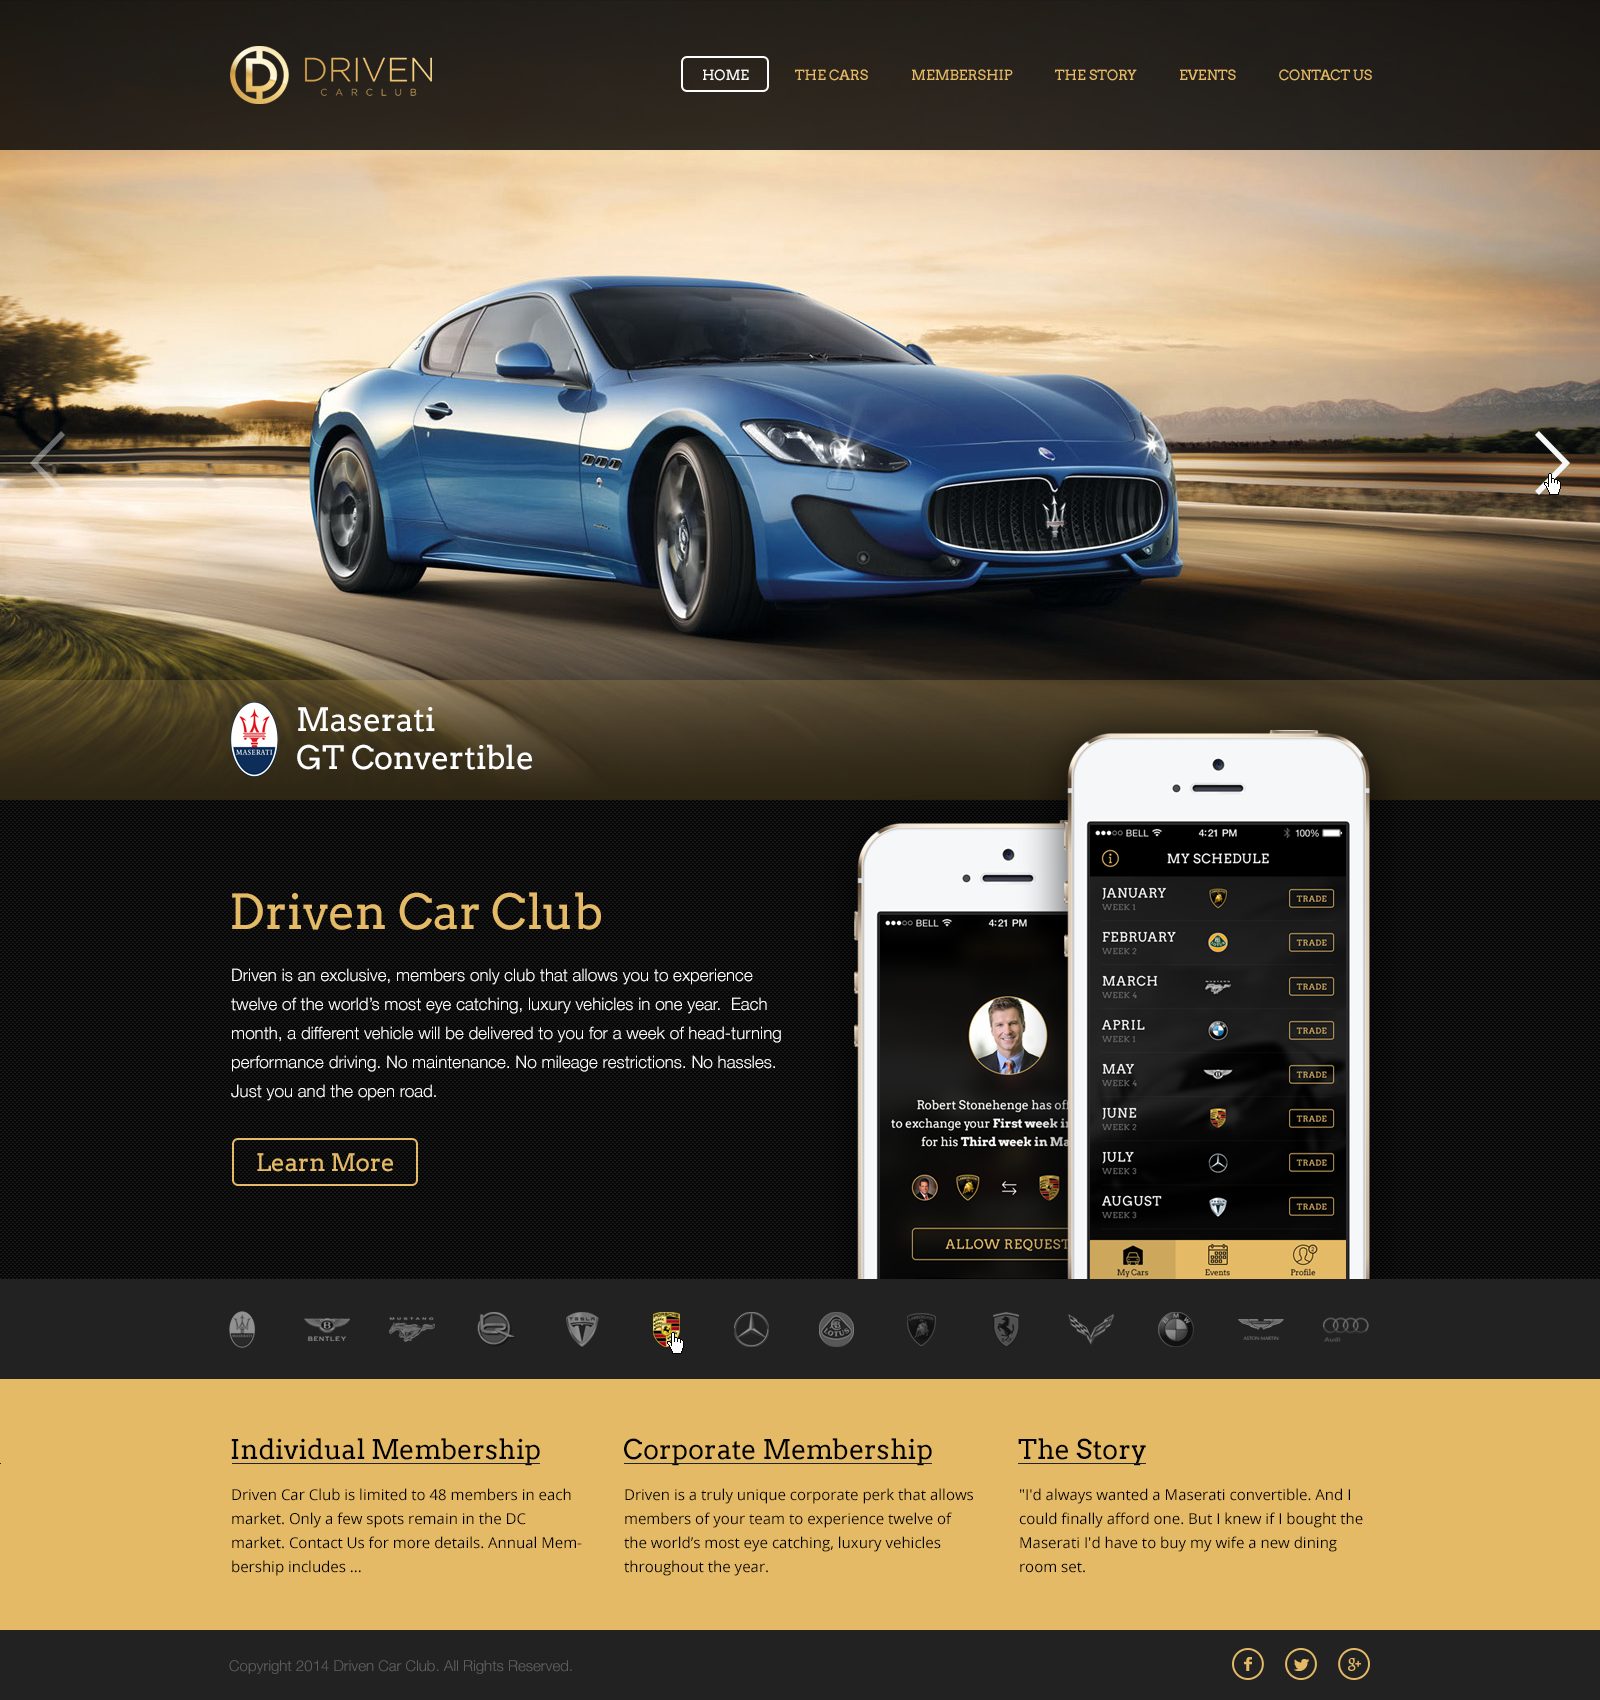 DRIVEN
CARCLUB
HOME
THE CARS
MEMBERSHIP
THE STORY
EVENTS
CONTACT US
MASERATI
Maserati
GT Convertible
Driven Car Club
Driven is an exclusive, members only club that allows you to experience
twelve of the world's most eye catching, luxury vehicles in one year.  Each
month, a different vehicle will be delivered to you for a week of head-turning
performance driving. No maintenance. No mileage restrictions. No hassles.
Just you and the open road.
Learn More
BELL
4:21 PM
Robert Stonehenge has of
to exchange your First week i
for his Third week in Ma
ALLOW REQUEST
BELL
4:21 PM
100%
MY SCHEDULE
JANUARY
WEEK 1
TRADE
FEBRUARY
WEEK 2
TRADE
MARCH
WEEK 4
TRADE
APRIL
WEEK 1
TRADE
MAY
WEEK 4
TRADE
JUNE
WEEK 2
TRADE
JULY
WEEK 3
TRADE
AUGUST
WEEK 3
TRADE
My Cars
Events
Profile
MASERATI
BENTLEY
MUSTANG
TESLA
LOTUS
BMW
ASTON MARTIN
Audi
Individual Membership
Driven Car Club is limited to 48 members in each
market. Only a few spots remain in the DC
market. Contact Us for more details. Annual Mem-
bership includes ...
Corporate Membership
Driven is a truly unique corporate perk that allows
members of your team to experience twelve of
the world's most eye catching, luxury vehicles
throughout the year.
The Story
"I'd always wanted a Maserati convertible. And I
could finally afford one. But I knew if I bought the
Maserati I'd have to buy my wife a new dining
room set.
Copyright 2014 Driven Car Club. All Rights Reserved.